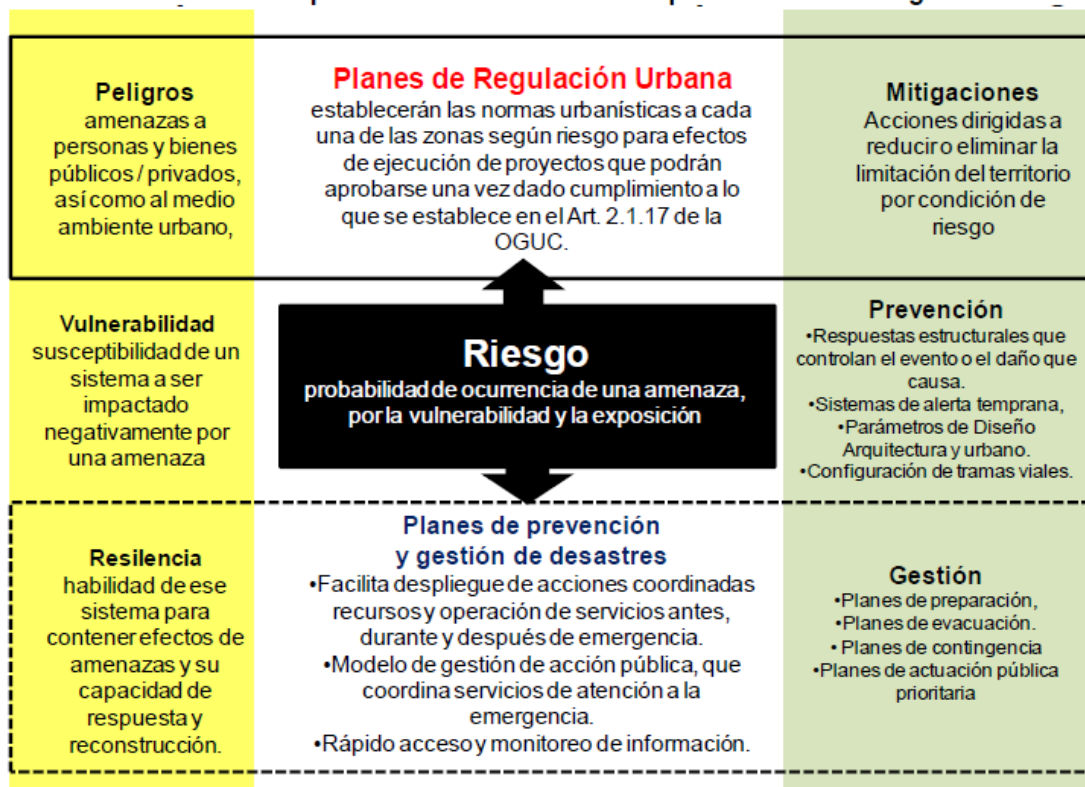 Peligros
amenazas a
personas y bienes
públicos / privados,
así como al medio
ambiente urbano,
Planes de Regulación Urbana
establecerán las normas urbanísticas a cada
una de las zonas según riesgo para efectos
de ejecución de proyectos que podrán
aprobarse una vez dado cumplimiento a lo
que se establece en el Art. 2.1.17 de la
OGUC.
Mitigaciones
Acciones dirigidas a
reducir o eliminar la
limitación del territorio
por condición de
riesgo
Vulnerabilidad
susceptibilidad de un
sistema a ser
impactado
negativamente por
una amenaza
Riesgo
probabilidad de ocurrencia de una amenaza,
por la vulnerabilidad y la exposición
Prevención
•Respuestas estructurales que
controlan el evento o el daño que
causa.
•Sistemas de alerta temprana,
•Parámetros de Diseño
Arquitectura y urbano.
•Configuración de tramas viales.
Resilencia
habilidad de ese
sistema para
contener efectos de
amenazas y su
capacidad de
respuesta y
reconstrucción.
Planes de prevención
y gestión de desastres
•Facilita despliegue de acciones coordinadas
recursos y operación de servicios antes,
durante y después de emergencia.
•Modelo de gestión de acción pública, que
coordina servicios de atención a la
emergencia.
•Rápido acceso y monitoreo de información.
Gestión
•Planes de preparación,
•Planes de evacuación.
• Planes de contingencia
•Planes de actuación pública
prioritaria